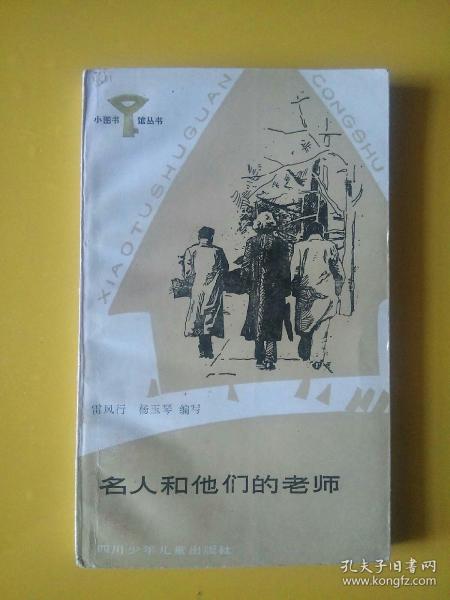 小图书 馆丛书
XIAOTUSHUGUAN CONGSHU
雷风行 杨玉琴 编写
名人和他们的老师
四川少年儿童出版社
孔夫子旧书网
www.kongfz.com